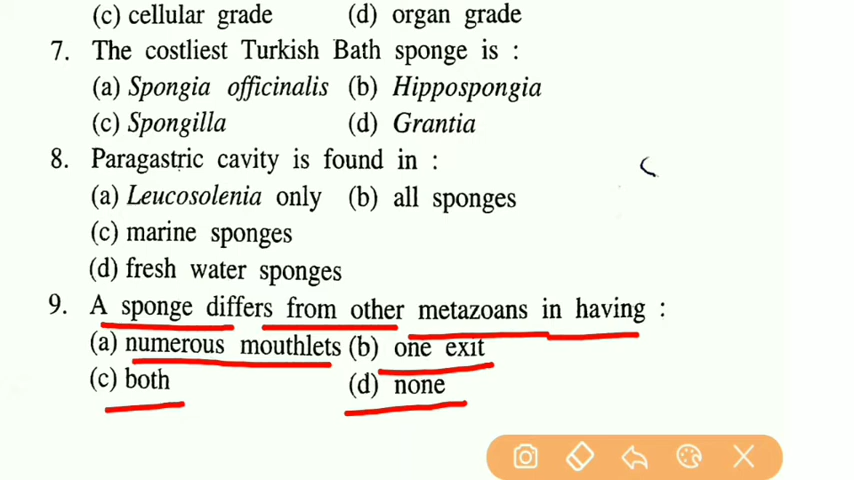 (c) cellular grade (d) organ grade
7. The costliest Turkish Bath sponge is :
(a) Spongia officinalis (b) Hippospongia
(c) Spongilla (d) Grantia
8. Paragastric cavity is found in :
(a) Leucosolenia only (b) all sponges
(c) marine sponges
(d) fresh water sponges
9. A sponge differs from other metazoans in having :
(a) numerous mouthlets (b) one exit
(c) both (d) none